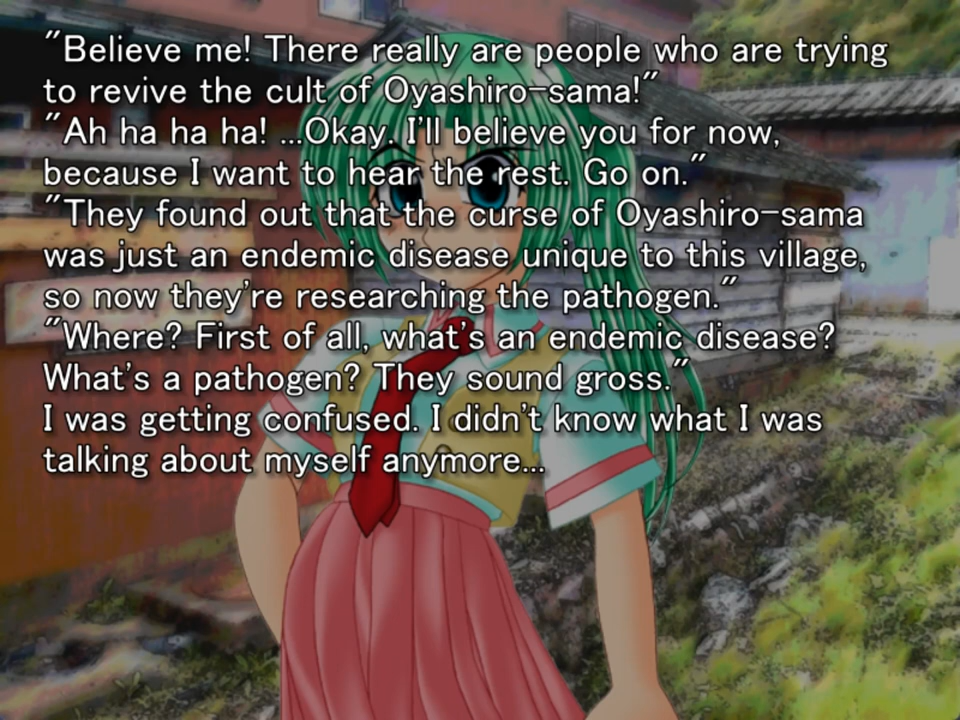 "Believe me! There really are people who are trying
to revive the cult of Oyashiro-sama!"
"Ah ha ha ha! ...Okay. I'll believe you for now,
because I want to hear the rest. Go on."
"They found out that the curse of Oyashiro-sama
was just an endemic disease unique to this village,
so now they're researching the pathogen."
"Where? First of all, what's an endemic disease?
What's a pathogen? They sound gross."
I was getting confused. I didn't know what I was
talking about myself anymore...